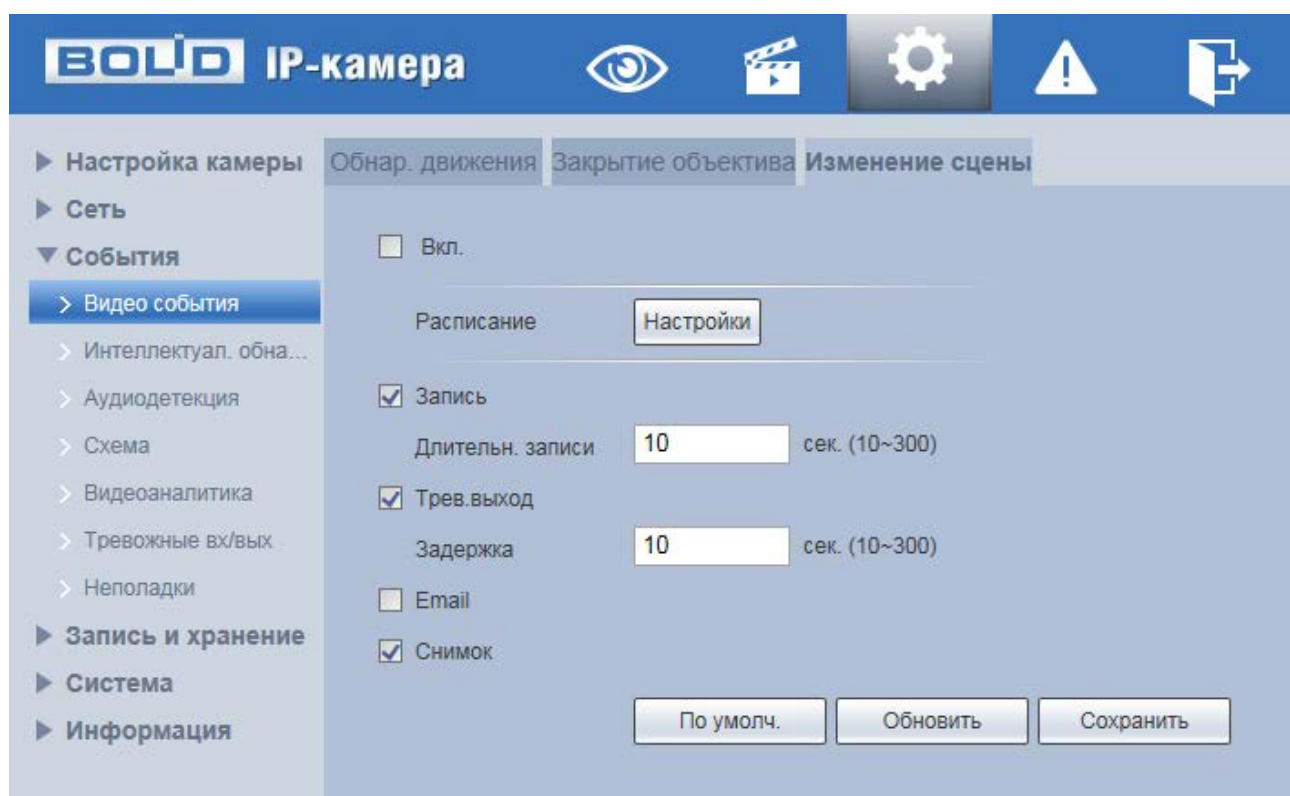 BOLID IP-камера
Настройка камеры
Сеть
События
Видео события
Интеллектуал. обна...
Аудиодетекция
Схема
Видеоаналитика
Тревожные вх/вых
Неполадки
Запись и хранение
Система
Информация
Обнар. движения Закрытие объектива Изменение сцены
Вкл.
Расписание Настройки
Запись
Длительн. записи 10 сек. (10~300)
Трев.выход
Задержка 10 сек. (10~300)
Email
Снимок
По умолч. Обновить Сохранить